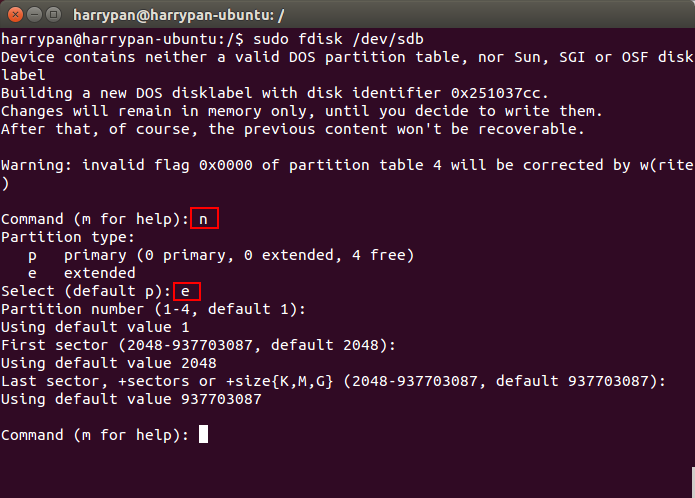 harrypan@harrypan-ubuntu: /
harrypan@harrypan-ubuntu:/$ sudo fdisk /dev/sdb
Device contains neither a valid DOS partition table, nor Sun, SGI or OSF disk
label
Building a new DOS disklabel with disk identifier 0x251037cc.
Changes will remain in memory only, until you decide to write them.
After that, of course, the previous content won't be recoverable.

Warning: invalid flag 0x0000 of partition table 4 will be corrected by w(rite
)

Command (m for help): n
Partition type:
   p   primary (0 primary, 0 extended, 4 free)
   e   extended
Select (default p): e
Partition number (1-4, default 1):
Using default value 1
First sector (2048-937703087, default 2048):
Using default value 2048
Last sector, +sectors or +size{K,M,G} (2048-937703087, default 937703087):
Using default value 937703087

Command (m for help):